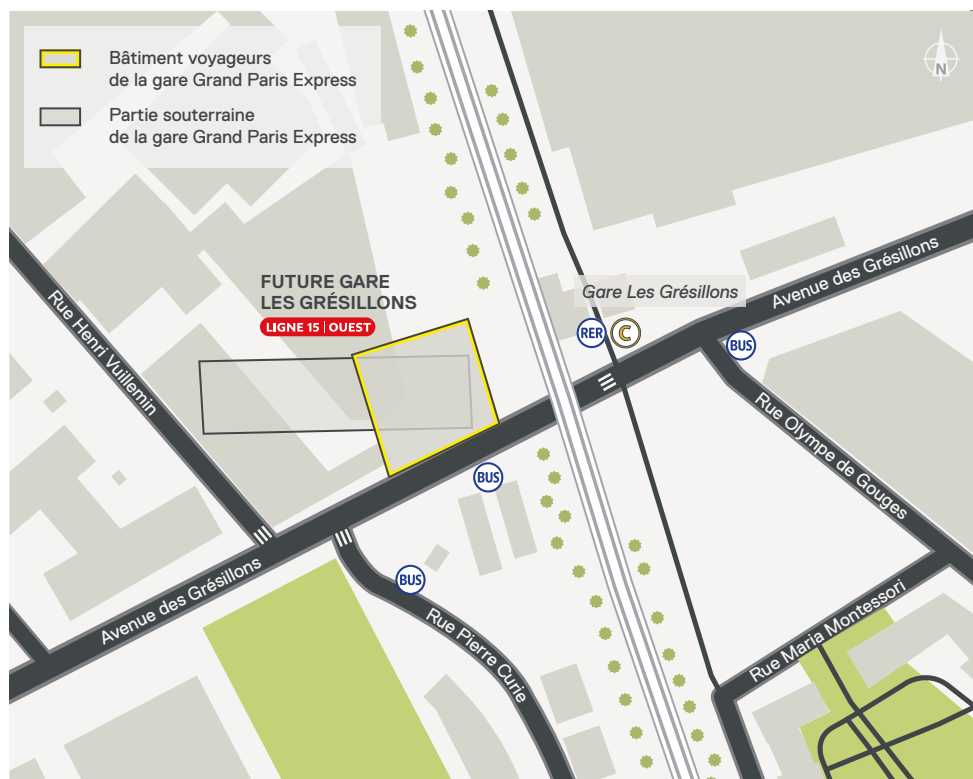 Bâtiment voyageurs
de la gare Grand Paris Express
Partie souterraine
de la gare Grand Paris Express
N
FUTURE GARE
LES GRÉSILLONS
LIGNE 15 | OUEST
Gare Les Grésillons
RER C
Avenue des Grésillons
BUS
Rue Henri Vuillemin
Rue Olympe de Gouges
BUS
BUS
Avenue des Grésillons
Rue Pierre Curie
Rue Maria Montessori